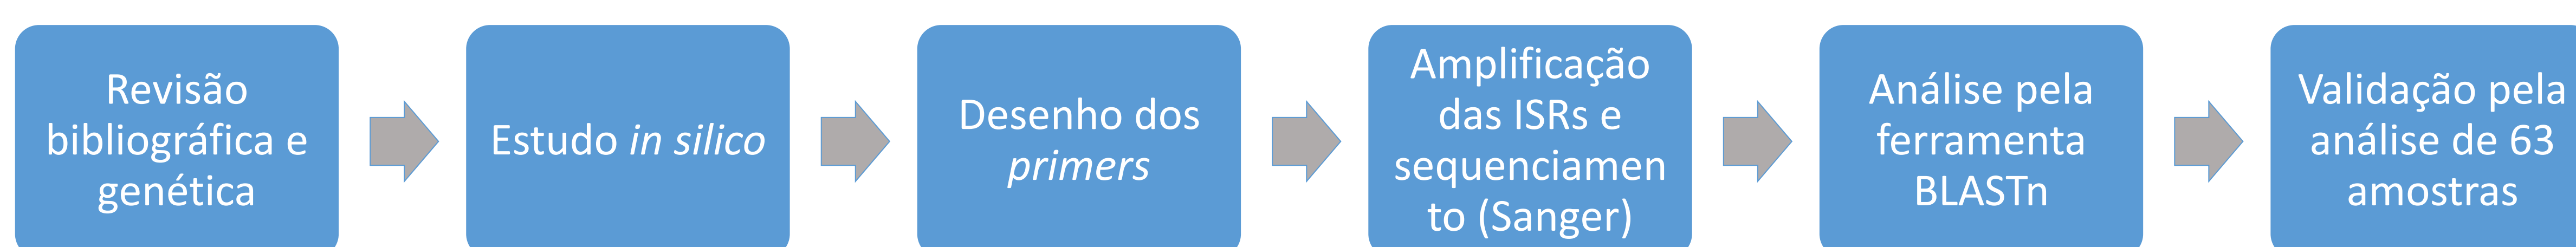 Revisão
bibliográfica e
genética
Estudo in silico
Desenho dos
primers
Amplificação
das ISRs e
sequenciamen
to (Sanger)
Análise pela
ferramenta
BLASTn
Validação pela
análise de 63
amostras